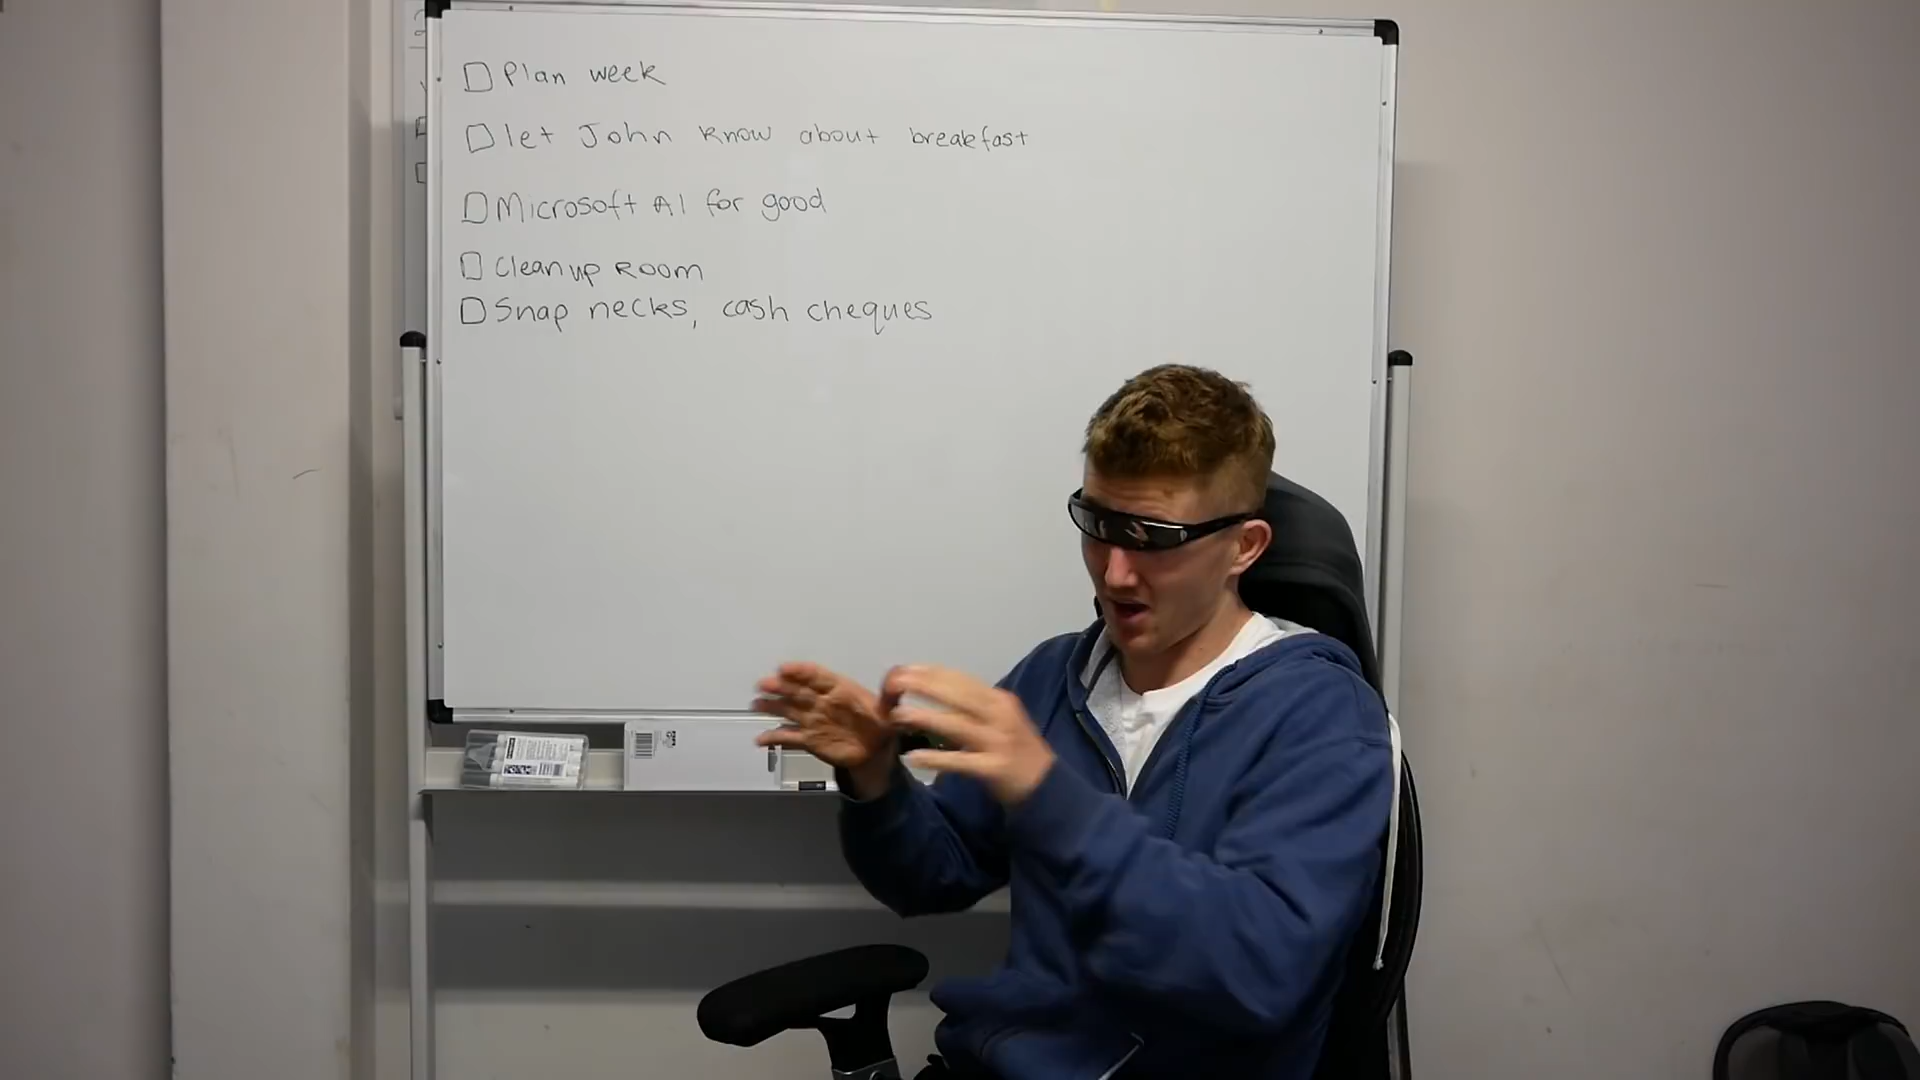 Plan week
let John know about breakfast
Microsoft AI for good
Clean up Room
Snap necks, cash cheques